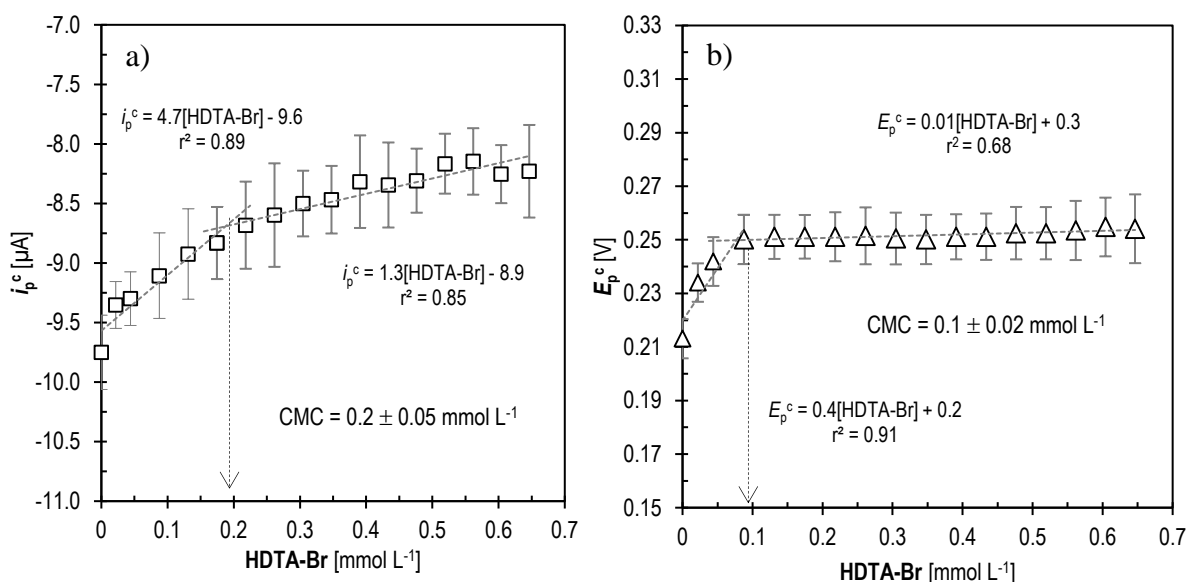 a)
-7.0
-7.5
-8.0
-8.5
-9.0
-9.5
-10.0
-10.5
-11.0
iₚᶜ [µA]
iₚᶜ = 4.7[HDTA-Br] - 9.6
r² = 0.89
iₚᶜ = 1.3[HDTA-Br] - 8.9
r² = 0.85
CMC = 0.2 ± 0.05 mmol L⁻¹
0 0.1 0.2 0.3 0.4 0.5 0.6 0.7
HDTA-Br [mmol L⁻¹]
b)
0.33
0.31
0.29
0.27
0.25
0.23
0.21
0.19
0.17
0.15
Eₚᶜ [V]
Eₚᶜ = 0.01[HDTA-Br] + 0.3
r² = 0.68
CMC = 0.1 ± 0.02 mmol L⁻¹
Eₚᶜ = 0.4[HDTA-Br] + 0.2
r² = 0.91
0 0.1 0.2 0.3 0.4 0.5 0.6 0.7
HDTA-Br [mmol L⁻¹]